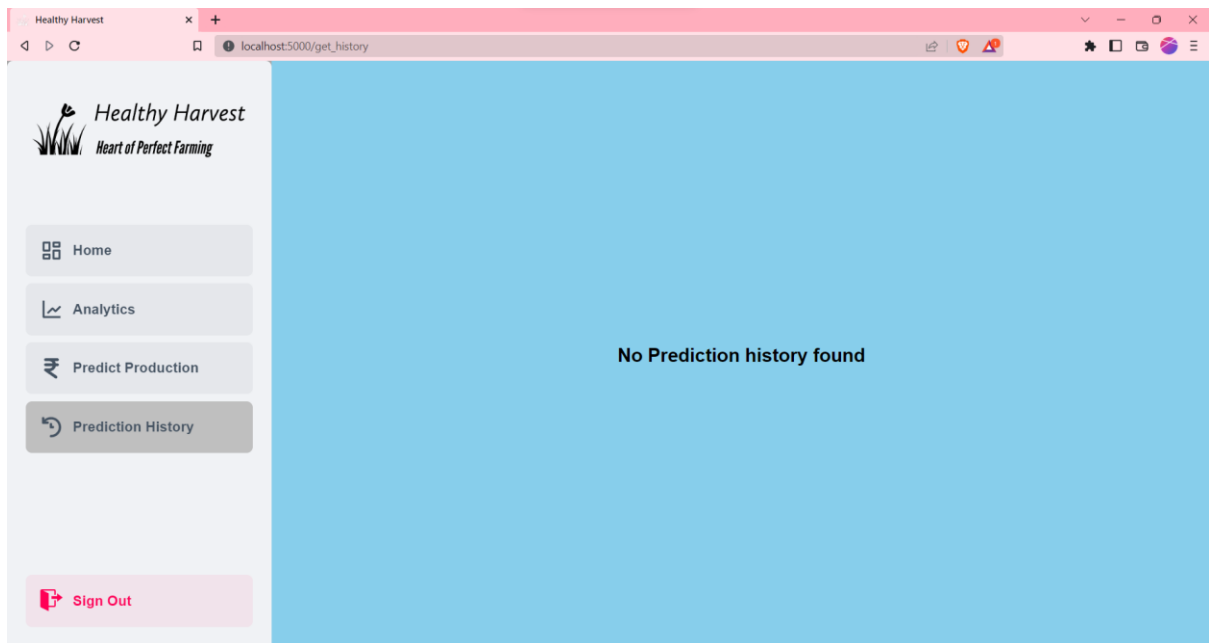 Healthy Harvest
localhost:5000/get_history
Healthy Harvest
Heart of Perfect Farming
Home
Analytics
Predict Production
Prediction History
No Prediction history found
Sign Out